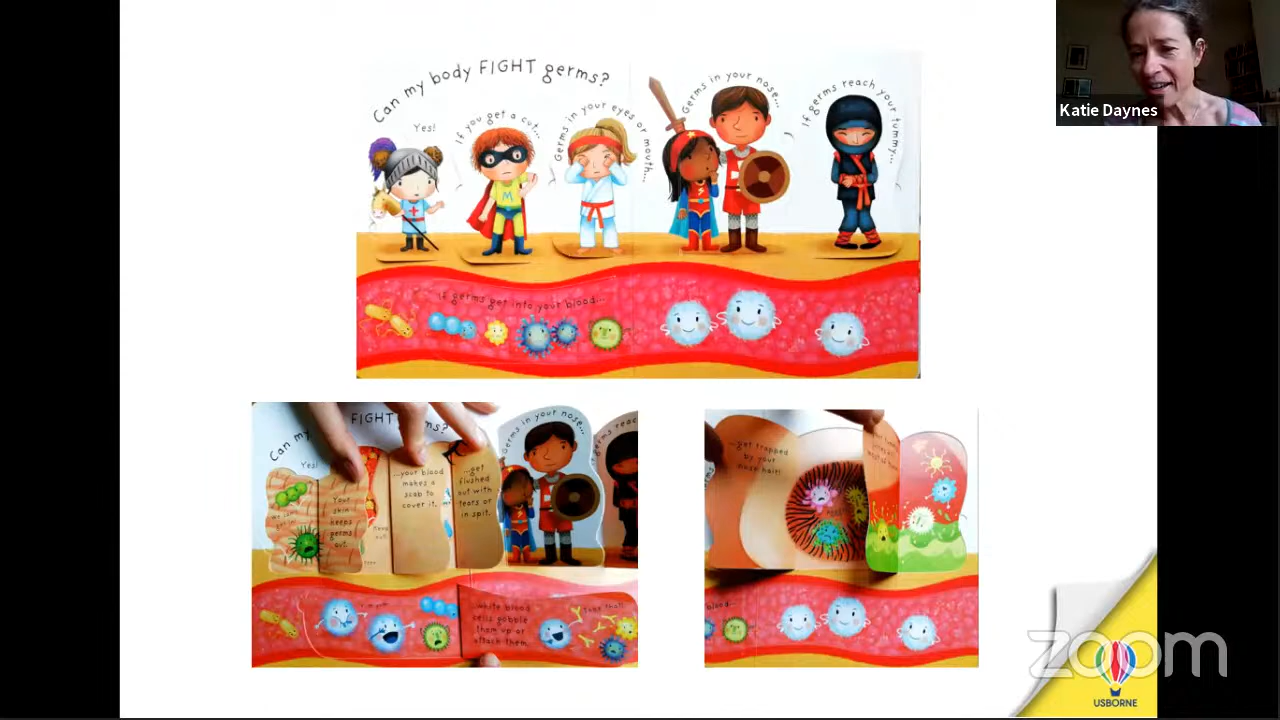 Katie Daynes
Can my body FIGHT germs?
Yes!
If you get a cut...
Germs in your eyes or mouth...
Germs in your nose...
If germs reach your tummy...
M
If germs get into your blood...
Can my
FIGHT
ms?
Yes!
Your
skin
keeps
germs
out.
...your blood
makes a
scab to
cover it.
...get
flushed
out with
tears or
in spit.
Germs in your nose...
germs reac
...white blood
cells gobble
them up or
attack them.
Take that!
...get trapped
by your
nose hair!
blood...
zoom
USBORNE